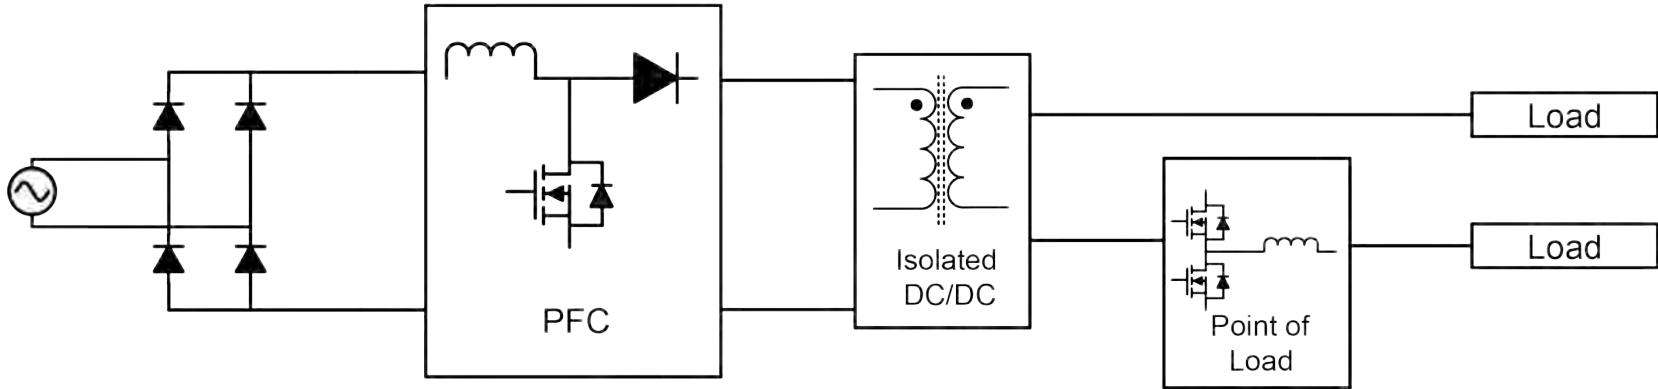 PFC
Isolated
DC/DC
Load
Point of
Load
Load